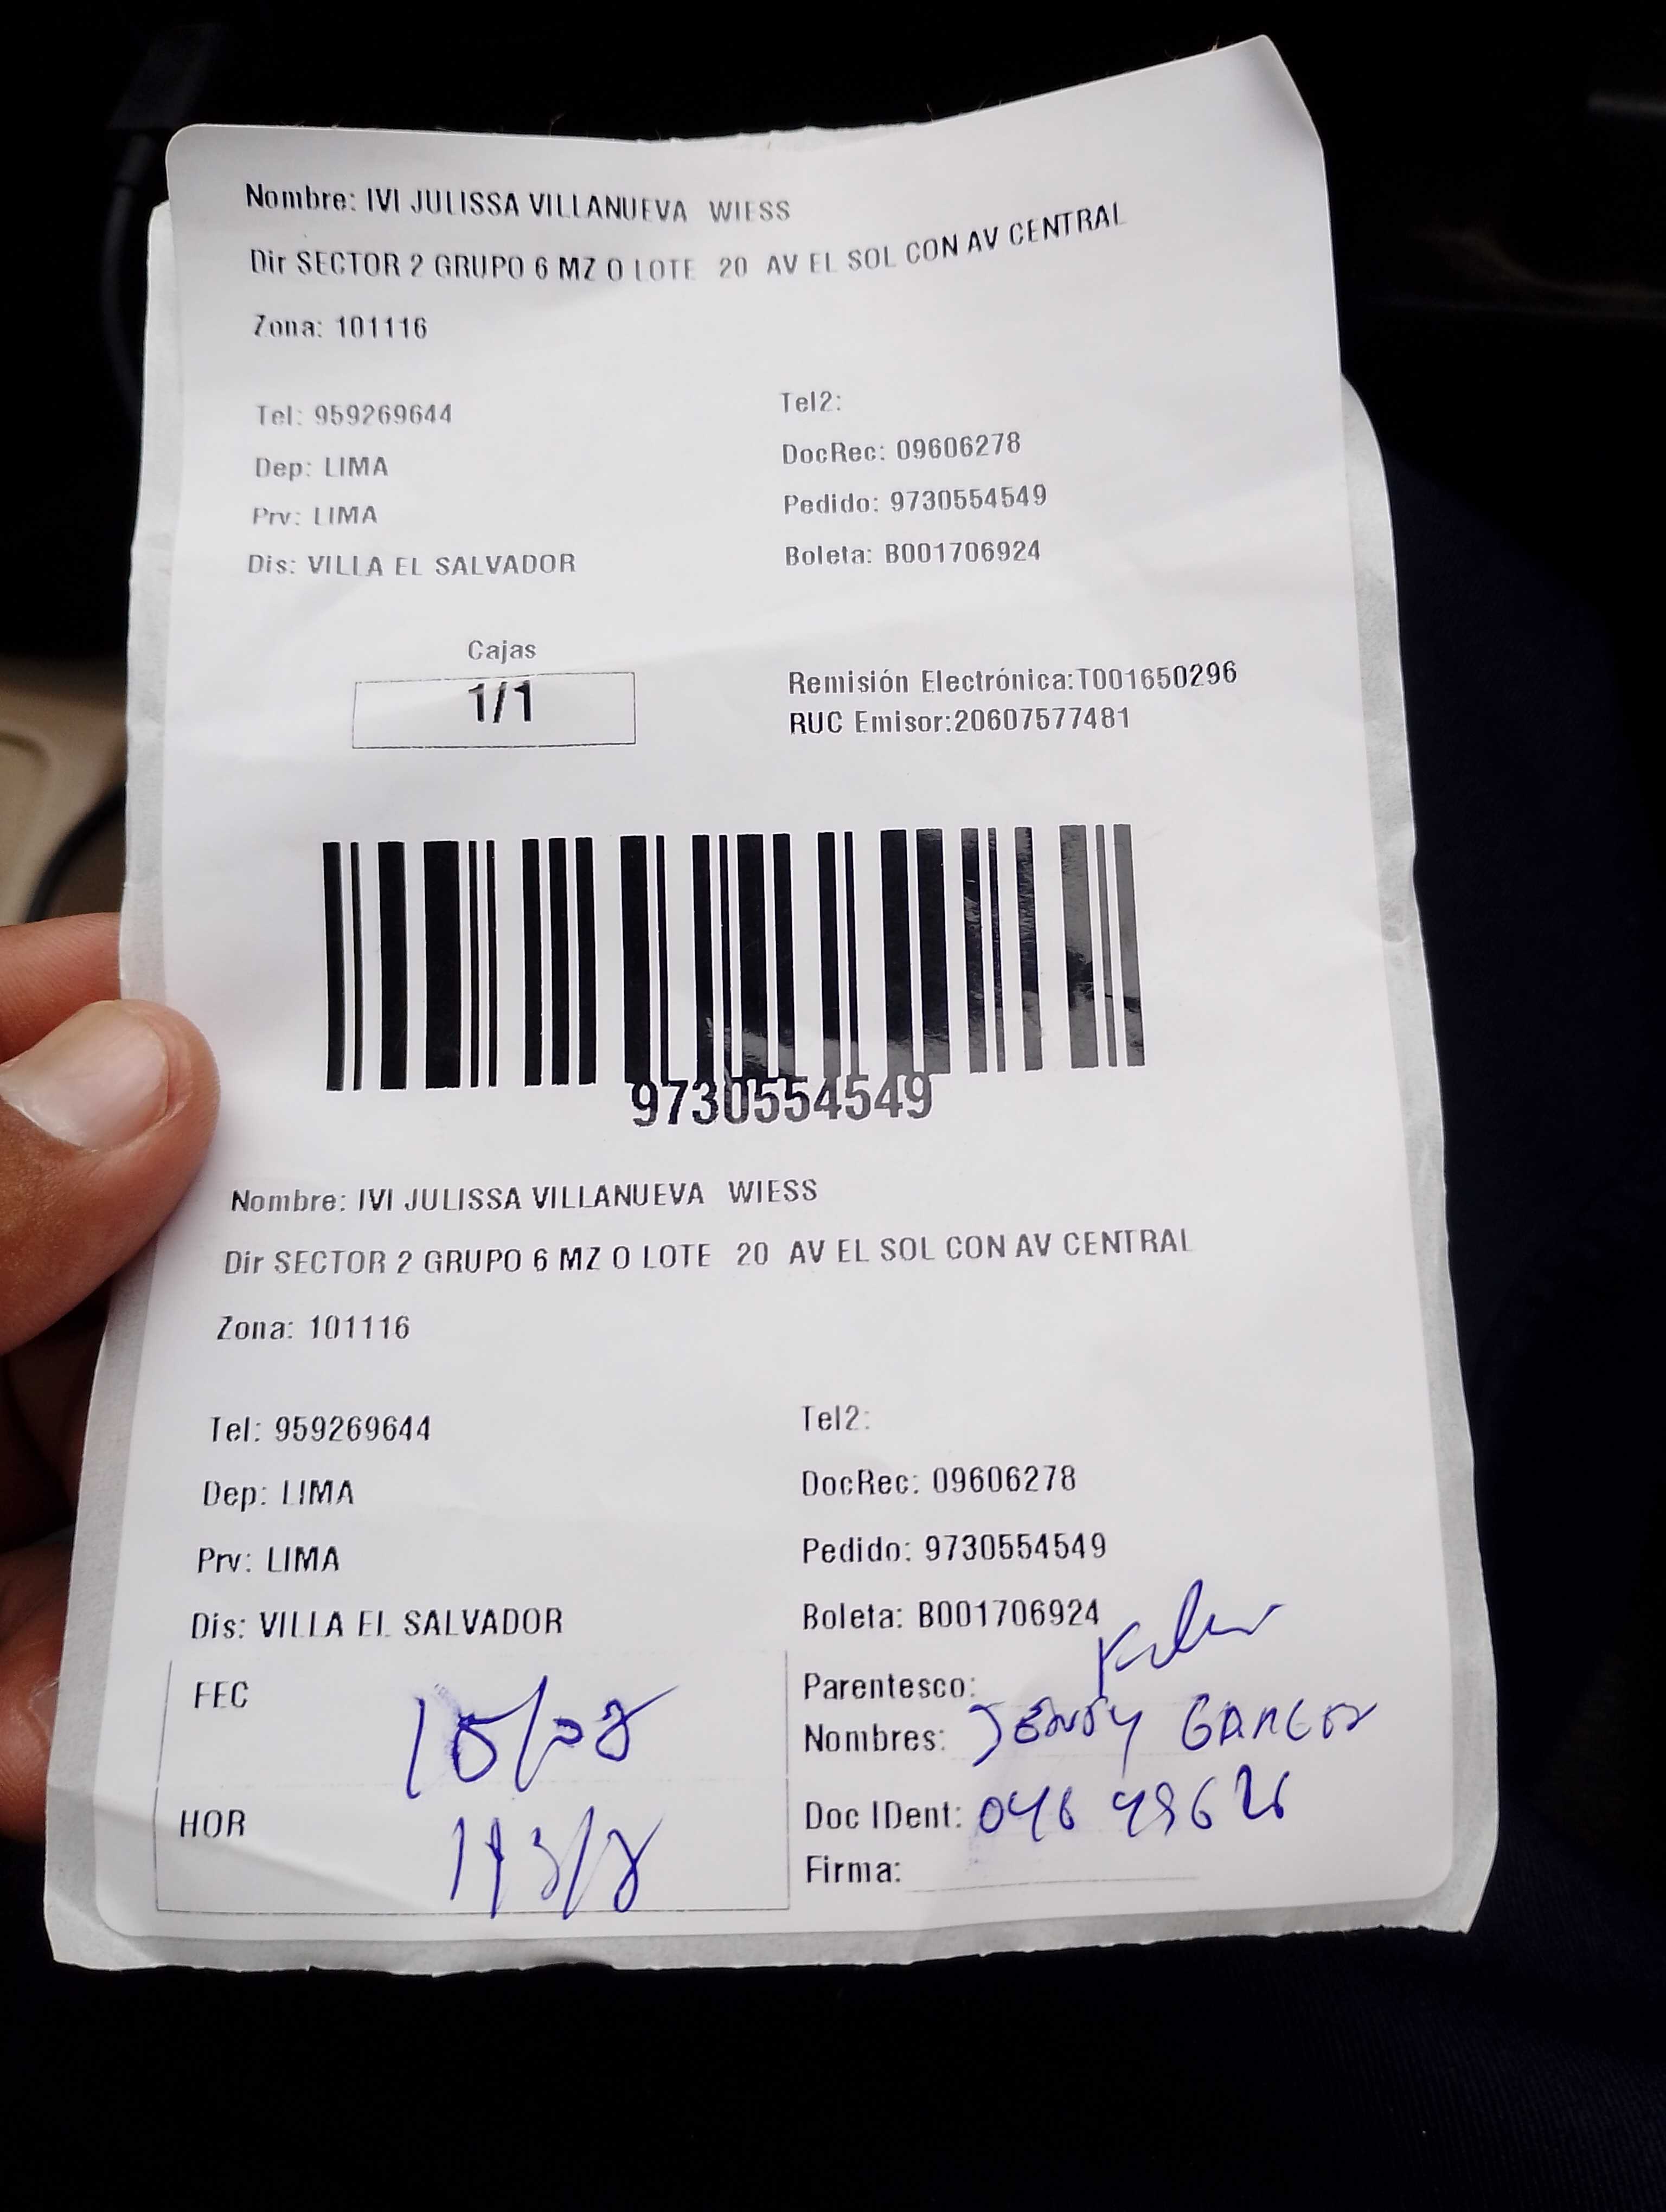 Nombre: IVI JULISSA VILLANUEVA WIESS
Dir SECTOR 2 GRUPO 6 MZ O LOTE 20 AV EL SOL CON AV CENTRAL
Zona: 101116
Tel: 959269644 Tel2:
Dep: LIMA DocRec: 09606278
Prv: LIMA Pedido: 9730554549
Dis: VILLA EL SALVADOR Boleta: B001706924
Cajas
1/1
Remisión Electrónica:T001650296
RUC Emisor:20607577481
9730554549
Nombre: IVI JULISSA VILLANUEVA WIESS
Dir SECTOR 2 GRUPO 6 MZ O LOTE 20 AV EL SOL CON AV CENTRAL
Zona: 101116
Tel: 959269644 Tel2:
Dep: LIMA DocRec: 09606278
Prv: LIMA Pedido: 9730554549
Dis: VILLA EL SALVADOR Boleta: B001706924
FEC
HOR
Parentesco:
Nombres:
Doc IDent:
Firma: